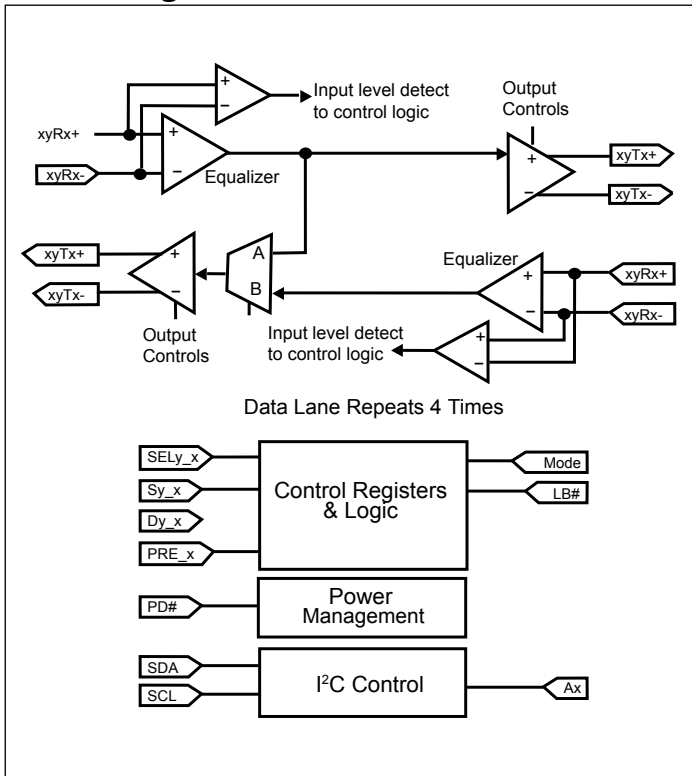 +
−
Input level detect
to control logic
Output
Controls
xyRx+
+
xyRx-
−
Equalizer
+
−
xyTx+
xyTx-
xyTx+
xyTx-
+
−
A
B
Equalizer
+
−
xyRx+
xyRx-
Output
Controls
Input level detect
to control logic
+
−
Data Lane Repeats 4 Times
SELy_x
Sy_x
Dy_x
PRE_x
Control Registers
& Logic
Mode
LB#
PD#
Power
Management
SDA
SCL
I²C Control
Ax